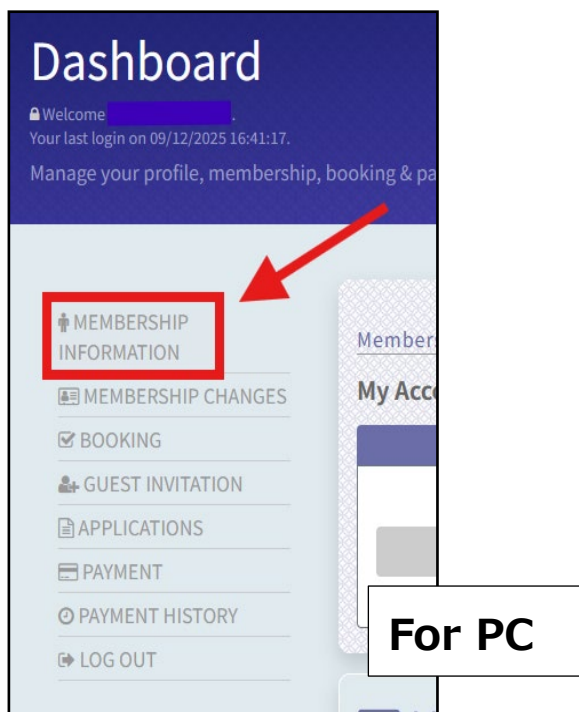 Dashboard
Welcome .
Your last login on 09/12/2025 16:41:17.
Manage your profile, membership, booking & pa
MEMBERSHIP
INFORMATION
MEMBERSHIP CHANGES
BOOKING
GUEST INVITATION
APPLICATIONS
PAYMENT
PAYMENT HISTORY
LOG OUT
Members
My Acco
For PC